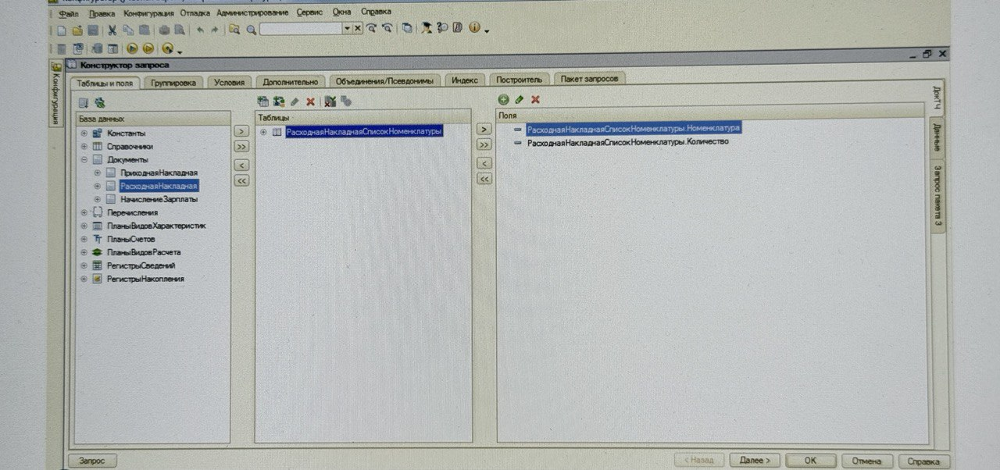 Файл Правка Конфигурация Отладка Администрирование Сервис Окна Справка
Конфигурация
Конструктор запроса
Таблицы и поля Группировка Условия Дополнительно Объединения/Псевдонимы Индекс Построитель Пакет запросов
База данных
Константы
Справочники
Документы
ПриходнаяНакладная
РасходнаяНакладная
НачислениеЗарплаты
Перечисления
ПланыВидовХарактеристик
ПланыСчетов
ПланыВидовРасчета
РегистрыСведений
РегистрыНакопления
> 
>>
<
<<
Таблицы
РасходнаяНакладнаяСписокНоменклатуры
>
>>
<
<<
Поля
РасходнаяНакладнаяСписокНоменклатуры.Номенклатура
РасходнаяНакладнаяСписокНоменклатуры.Количество
ДокТЧ
Данные
Запрос пакета 3
Запрос < Назад Далее > OK Отмена Справка